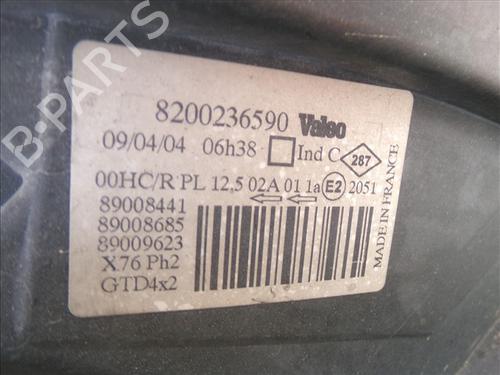 B-PARTS
8200236590 Valeo
09/04/04 06h38 Ind C 287
00HC/R PL 12,5 02A 01 1a E2 2051
89008441
89008685
89009623
X.76 Ph2
GTD4x2
MADE IN FRANCE